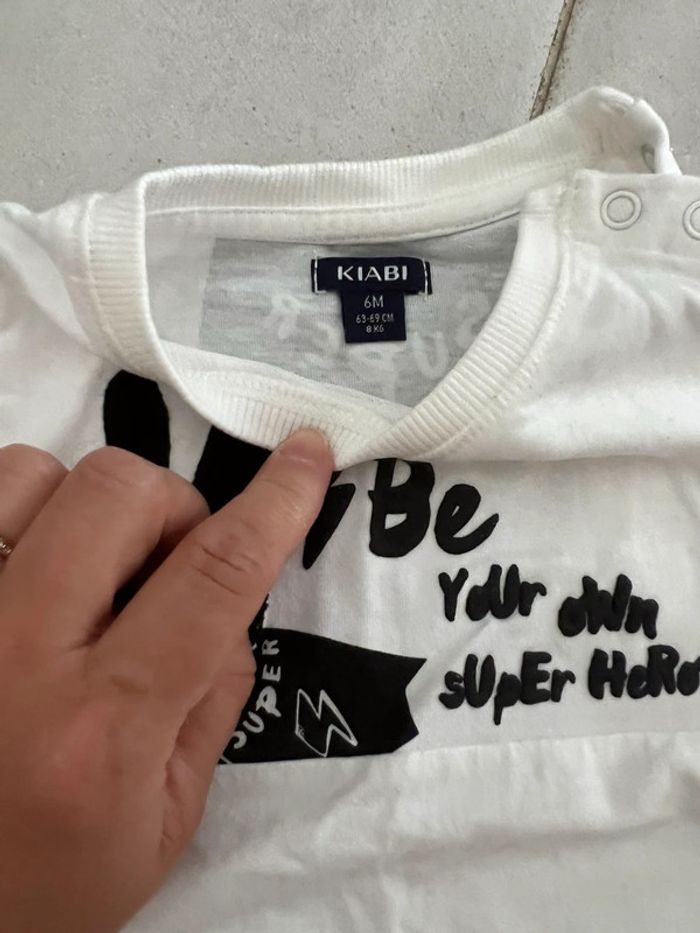 KIABI
6M
63-69 CM
8 KG
Be
YoUr oWn
sUpEr HeRo
SUPER